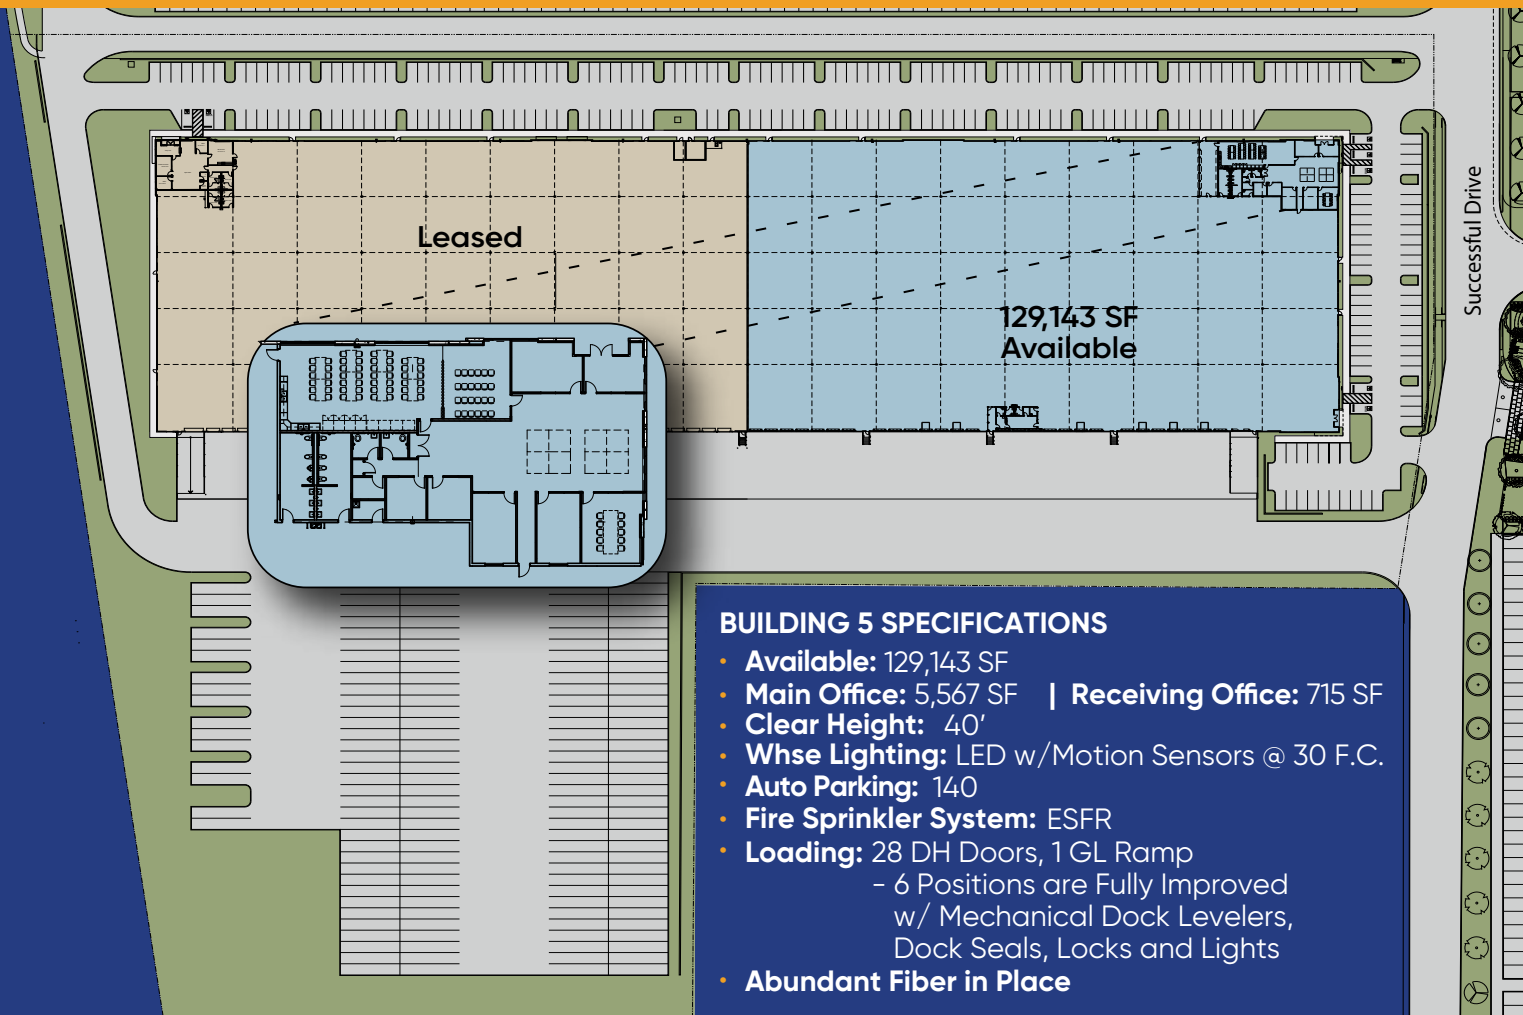 Leased
129,143 SF
Available
Successful Drive
BUILDING 5 SPECIFICATIONS
• Available: 129,143 SF
• Main Office: 5,567 SF | Receiving Office: 715 SF
• Clear Height: 40'
• Whse Lighting: LED w/Motion Sensors @ 30 F.C.
• Auto Parking: 140
• Fire Sprinkler System: ESFR
• Loading: 28 DH Doors, 1 GL Ramp
- 6 Positions are Fully Improved
w/ Mechanical Dock Levelers,
Dock Seals, Locks and Lights
• Abundant Fiber in Place